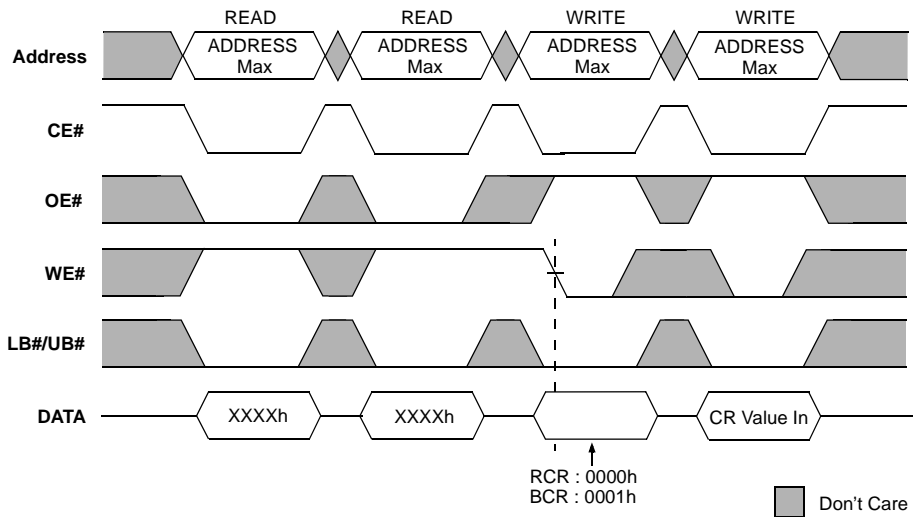 READ READ WRITE WRITE
Address
ADDRESS Max
ADDRESS Max
ADDRESS Max
ADDRESS Max
CE#
OE#
WE#
LB#/UB#
DATA
XXXXh
XXXXh
CR Value In
RCR : 0000h
BCR : 0001h
Don't Care